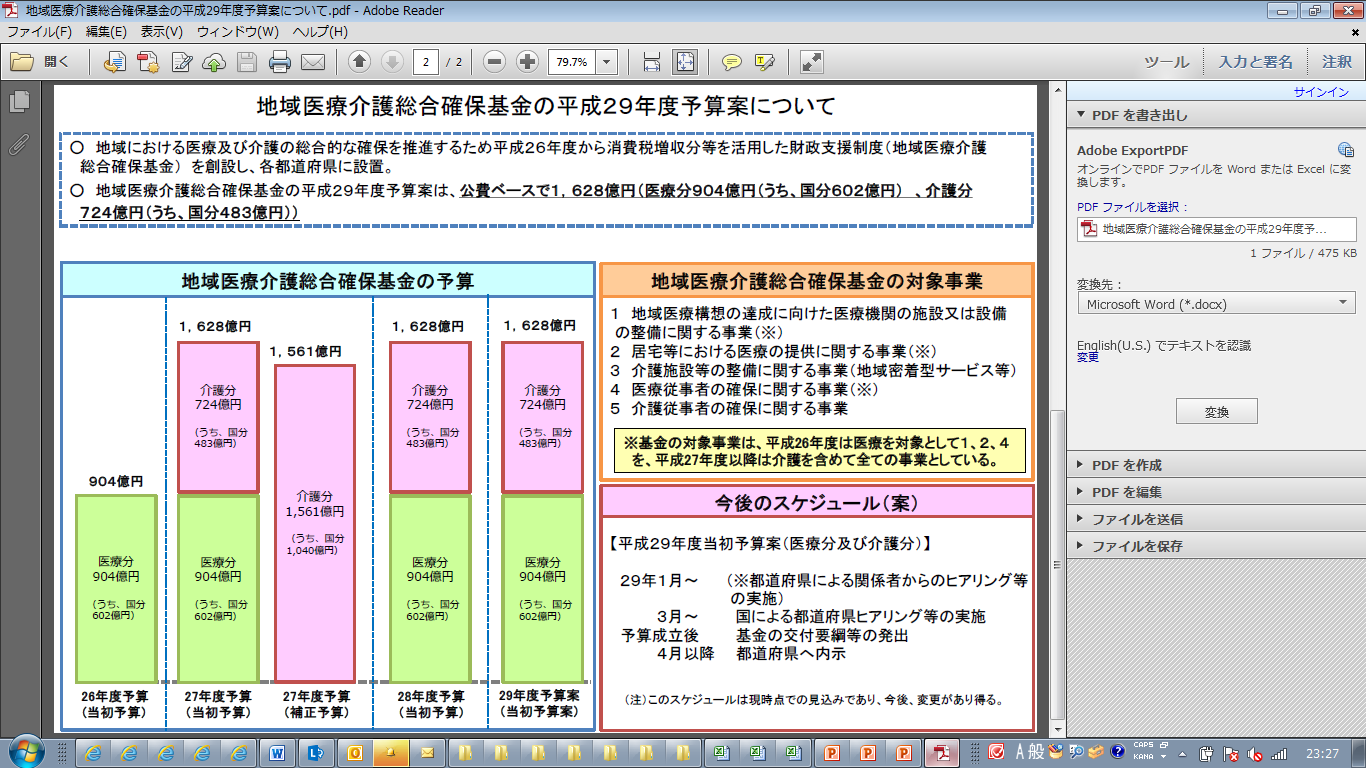 地域医療介護総合確保基金の平成29年度予算案について.pdf - Adobe Reader
ファイル(F) 編集(E) 表示(V) ウィンドウ(W) ヘルプ(H)
開く 2 / 2 79.7% ツール 入力と署名 注釈
サインイン
地域医療介護総合確保基金の平成29年度予算案について
○ 地域における医療及び介護の総合的な確保を推進するため平成26年度から消費税増収分等を活用した財政支援制度(地域医療介護
総合確保基金)を創設し、各都道府県に設置。
○ 地域医療介護総合確保基金の平成29年度予算案は、公費ベースで1,628億円(医療分904億円(うち、国分602億円)、介護分
724億円(うち、国分483億円))
地域医療介護総合確保基金の予算
904億円
医療分
904億円
(うち、国分
602億円)
26年度予算
(当初予算)
1,628億円
介護分
724億円
(うち、国分
483億円)
医療分
904億円
(うち、国分
602億円)
27年度予算
(当初予算)
1,561億円
介護分
1,561億円
(うち、国分
1,040億円)
27年度予算
(補正予算)
1,628億円
介護分
724億円
(うち、国分
483億円)
医療分
904億円
(うち、国分
602億円)
28年度予算
(当初予算)
1,628億円
介護分
724億円
(うち、国分
483億円)
医療分
904億円
(うち、国分
602億円)
29年度予算案
(当初予算案)
地域医療介護総合確保基金の対象事業
1 地域医療構想の達成に向けた医療機関の施設又は設備
の整備に関する事業(※)
2 居宅等における医療の提供に関する事業(※)
3 介護施設等の整備に関する事業(地域密着型サービス等)
4 医療従事者の確保に関する事業(※)
5 介護従事者の確保に関する事業
※基金の対象事業は、平成26年度は医療を対象として1、2、4
を、平成27年度以降は介護を含めて全ての事業としている。
今後のスケジュール(案)
【平成29年度当初予算案(医療分及び介護分)】
29年1月~ (※都道府県による関係者からのヒアリング等
の実施)
3月~ 国による都道府県ヒアリング等の実施
予算成立後 基金の交付要綱等の発出
4月以降 都道府県へ内示
(注)このスケジュールは現時点での見込みであり、今後、変更があり得る。
PDF を書き出し
Adobe ExportPDF
オンラインでPDF ファイルを Word または Excel に変
換します。
PDF ファイルを選択 :
地域医療介護総合確保基金の平成29年度予...
1 ファイル / 475 KB
変換先 :
Microsoft Word (*.docx)
English(U.S.) でテキストを認識
変更
変換
PDF を作成
PDF を編集
ファイルを送信
ファイルを保存
A 般 CAPS KANA 23:27